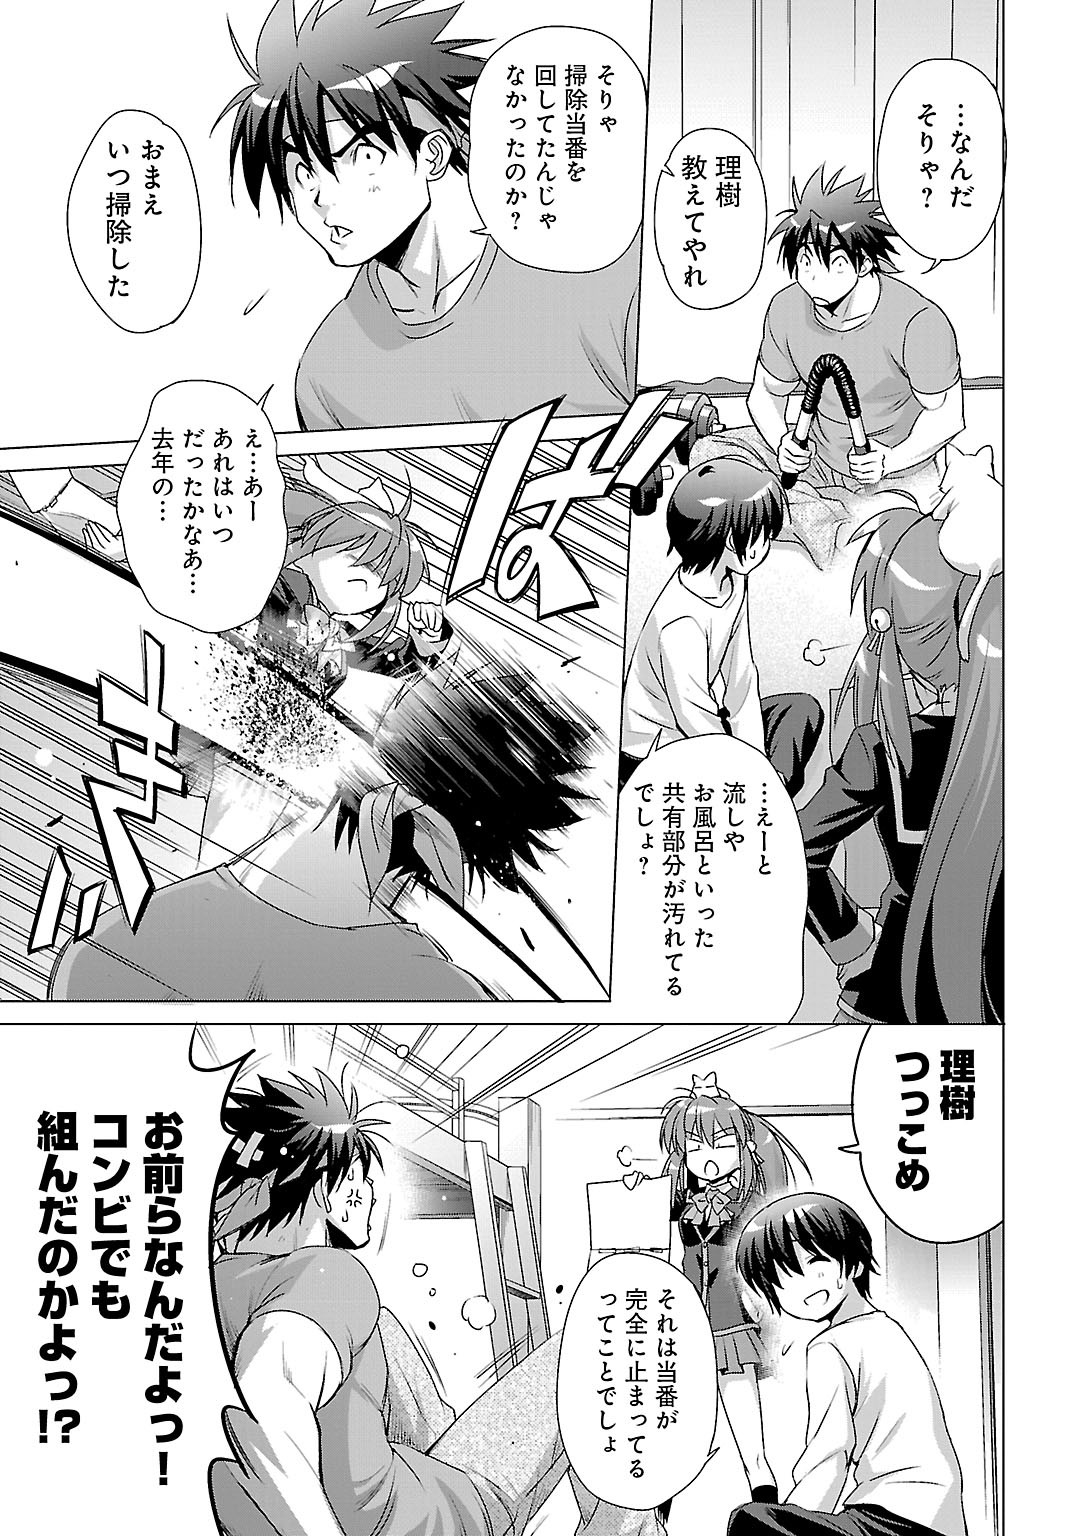 …なんだ
そりゃ？
理樹
教えてやれ
…えーと
流しや
お風呂といった
共有部分が汚れてる
でしょ？
そりゃ
掃除当番を
回してたんじゃ
なかったのか？
おまえ
いつ掃除した
え…あー
あれはいつ
だったかなあ…
去年の…
ばき
の
っ
理樹
つっこめ
それは当番が
完全に止まってる
ってことでしょ
お前らなんだよっ！
コンビでも
組んだのかよっ!?